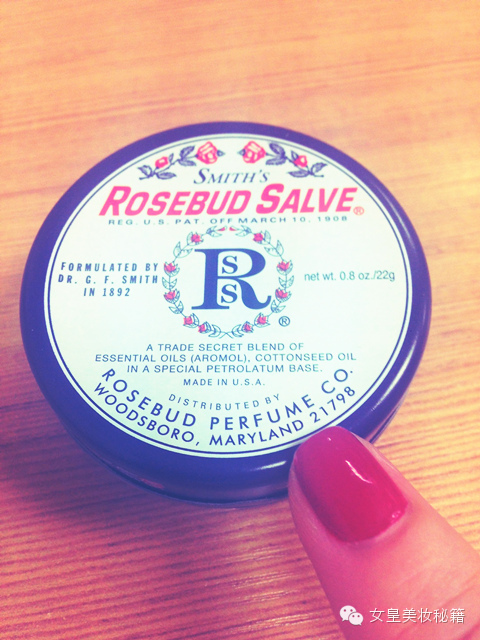 SMITH'S
ROSEBUD SALVE®
REG. U.S. PAT. OFF MARCH 10, 1908
FORMULATED BY
DR. G. F. SMITH
IN 1892
RSS
®
net wt. 0.8 oz./22g
A TRADE SECRET BLEND OF
ESSENTIAL OILS (AROMOL), COTTONSEED OIL
IN A SPECIAL PETROLATUM BASE.
MADE IN U.S.A.
DISTRIBUTED BY
ROSEBUD PERFUME CO.
WOODSBORO, MARYLAND 21798
女皇美妆秘籍